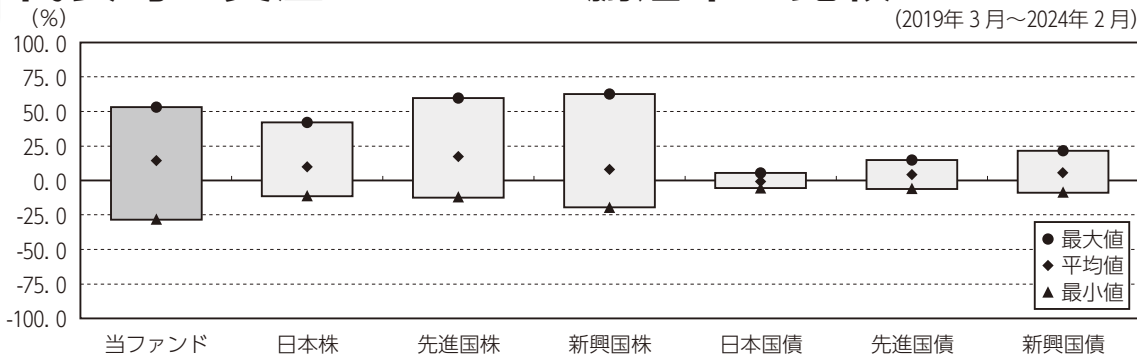 (%)
(2019年3月～2024年2月)
100.0
75.0
50.0
25.0
0.0
-25.0
-50.0
-75.0
-100.0
● 最大値
◆ 平均値
▲ 最小値
当ファンド 日本株 先進国株 新興国株 日本国債 先進国債 新興国債